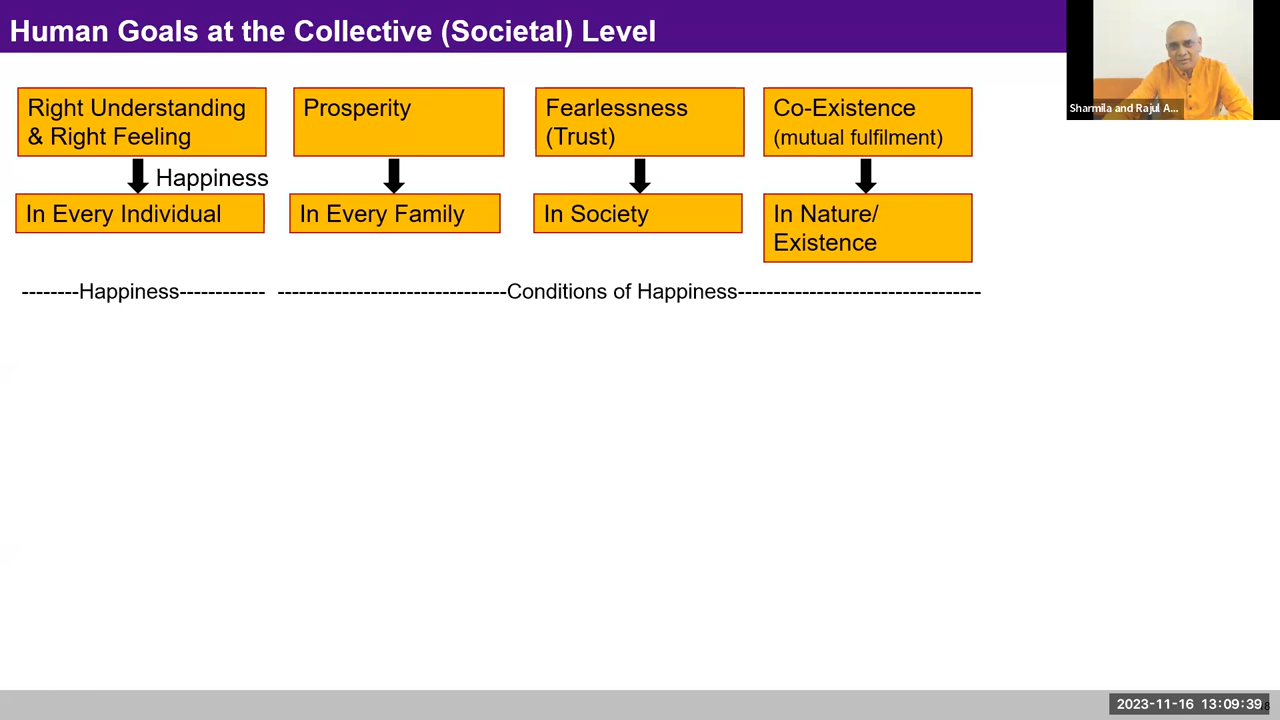 Human Goals at the Collective (Societal) Level
Right Understanding
& Right Feeling
Prosperity
Fearlessness
(Trust)
Co-Existence
(mutual fulfilment)
Happiness
In Every Individual
In Every Family
In Society
In Nature/
Existence
--------Happiness------------ --------------------------------Conditions of Happiness----------------------------------
Sharmila and Rajul A...
2023-11-16 13:09:39